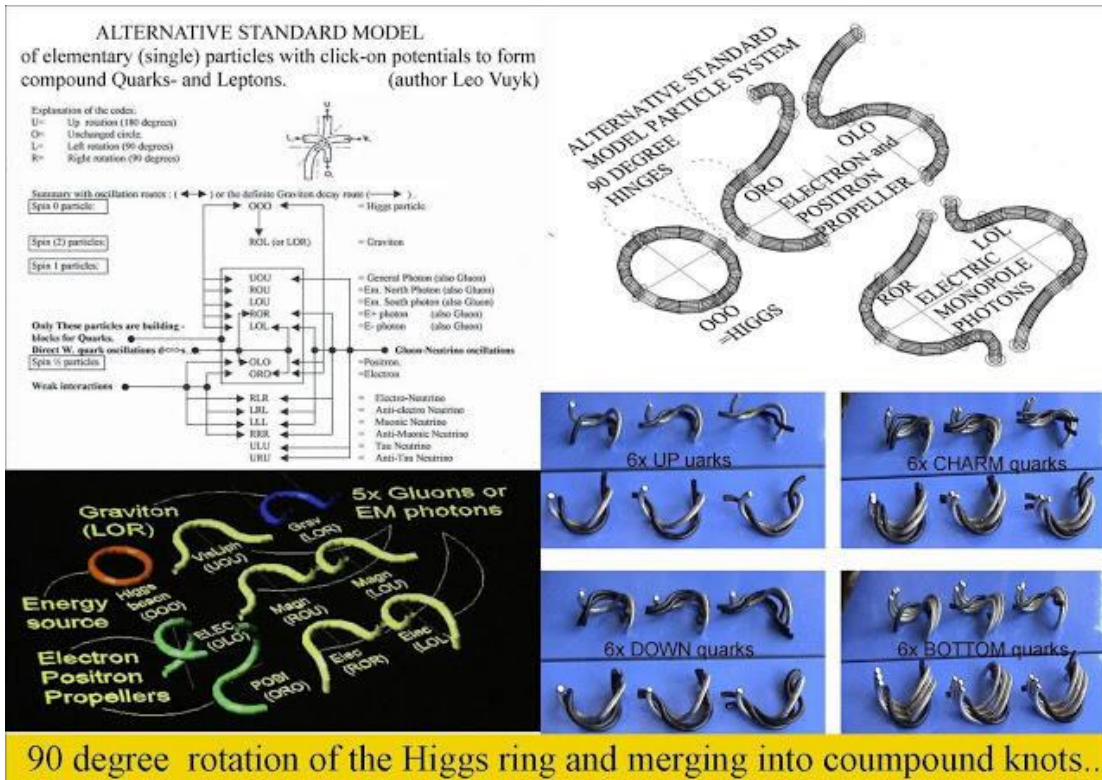 ALTERNATIVE STANDARD MODEL
of elementary (single) particles with click-on potentials to form
compound Quarks- and Leptons. (author Leo Vuyk)
Explanation of the codes:
U= Up rotation (180 degrees)
O= Unchanged circle.
L= Left rotation (90 degrees)
R= Right rotation (90 degrees)
U.
L.
R.
D.
Summary with oscillation routes : ( ) or the definite Graviton decay route ( ) .
Spin 0 particle: OOO = Higgs particle
Spin (2) particles: ROL (or LOR) = Graviton
Spin 1 particles:
UOU = General Photon (also Gluon)
ROU =Em. North Photon (also Gluon)
LOU =Em. South photon (also Gluon)
ROR =E+ photon (also Gluon)
LOL =E- photon (also Gluon)
Only These particles are building -
blocks for Quarks.
Direct W. quark oscillations
Gluon-Neutrino oscillations
Spin ½ particles
OLO =Positron.
ORO =Electron
Weak interactions
RLR = Electro-Neutrino
LRL = Anti-electro Neutrino
LLL = Muonic Neutrino
RRR = Anti-Muonic Neutrino
ULU = Tau Neutrino
URU = Anti-Tau Neutrino
ALTERNATIVE STANDARD
MODEL PARTICLE SYSTEM
90 DEGREE
HINGES
OLO
ORO
ELECTRON and
POSITRON
PROPELLER
OOO
=HIGGS
LOL
ROR
ELECTRIC
MONOPOLE
PHOTONS
Graviton
(LOR)
5x Gluons or
EM photons
Grav
(LOR)
(UOU)
Magn
(LOU)
Higgs
(OOO)
Magn
(ROU)
Energy
source
ELEC
(OLO)
Elec
(LOL)
Elec
(ROR)
Electron
Positron
Propellers
POSI
(ORO)
6x UP uarks
6x CHARM quarks
6x DOWN quarks
6x BOTTOM quarks
90 degree rotation of the Higgs ring and merging into coumpound knots..